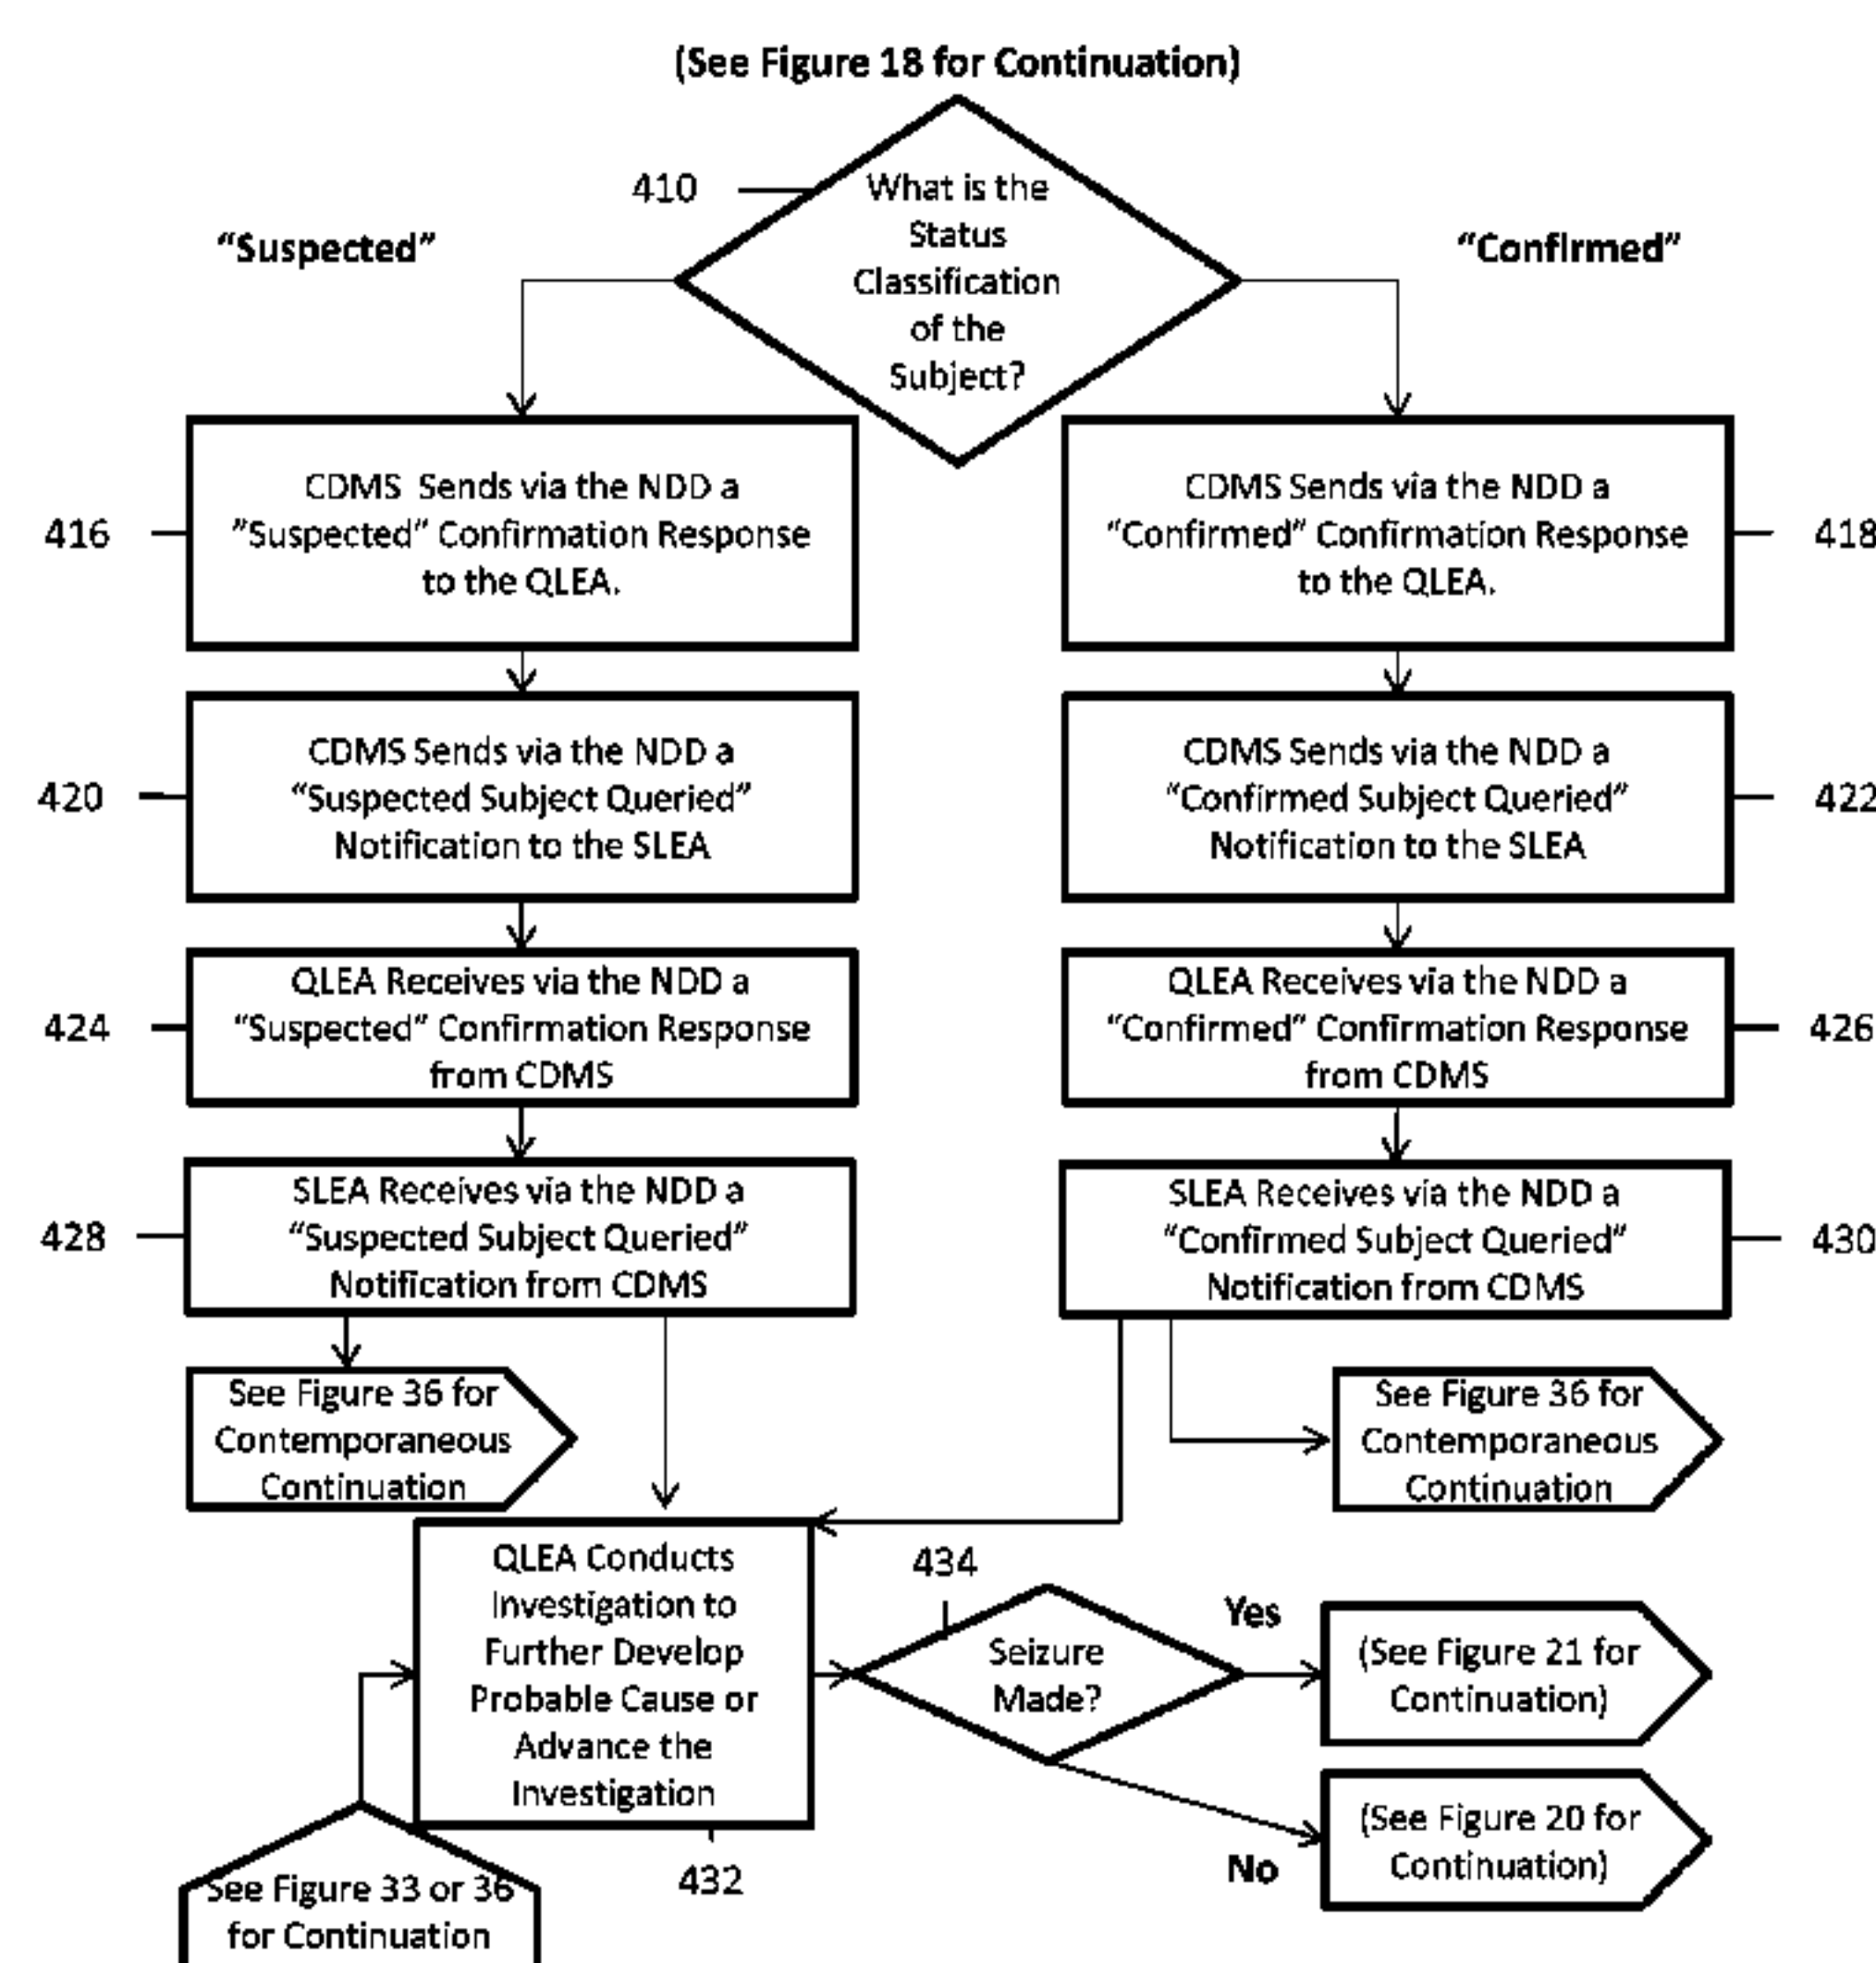 (See Figure 18 for Continuation)
410
What is the
Status
Classification
of the
Subject?
“Suspected”
“Confirmed”
416
CDMS Sends via the NDD a
”Suspected” Confirmation Response
to the QLEA.
CDMS Sends via the NDD a
“Confirmed” Confirmation Response
to the QLEA.
418
420
CDMS Sends via the NDD a
“Suspected Subject Queried”
Notification to the SLEA
CDMS Sends via the NDD a
“Confirmed Subject Queried”
Notification to the SLEA
422
424
QLEA Receives via the NDD a
“Suspected” Confirmation Response
from CDMS
QLEA Receives via the NDD a
“Confirmed” Confirmation Response
from CDMS
426
428
SLEA Receives via the NDD a
“Suspected Subject Queried”
Notification from CDMS
SLEA Receives via the NDD a
“Confirmed Subject Queried”
Notification from CDMS
430
See Figure 36 for
Contemporaneous
Continuation
See Figure 36 for
Contemporaneous
Continuation
QLEA Conducts
Investigation to
Further Develop
Probable Cause or
Advance the
Investigation
432
434
Seizure
Made?
Yes
(See Figure 21 for
Continuation)
No
(See Figure 20 for
Continuation)
See Figure 33 or 36
for Continuation